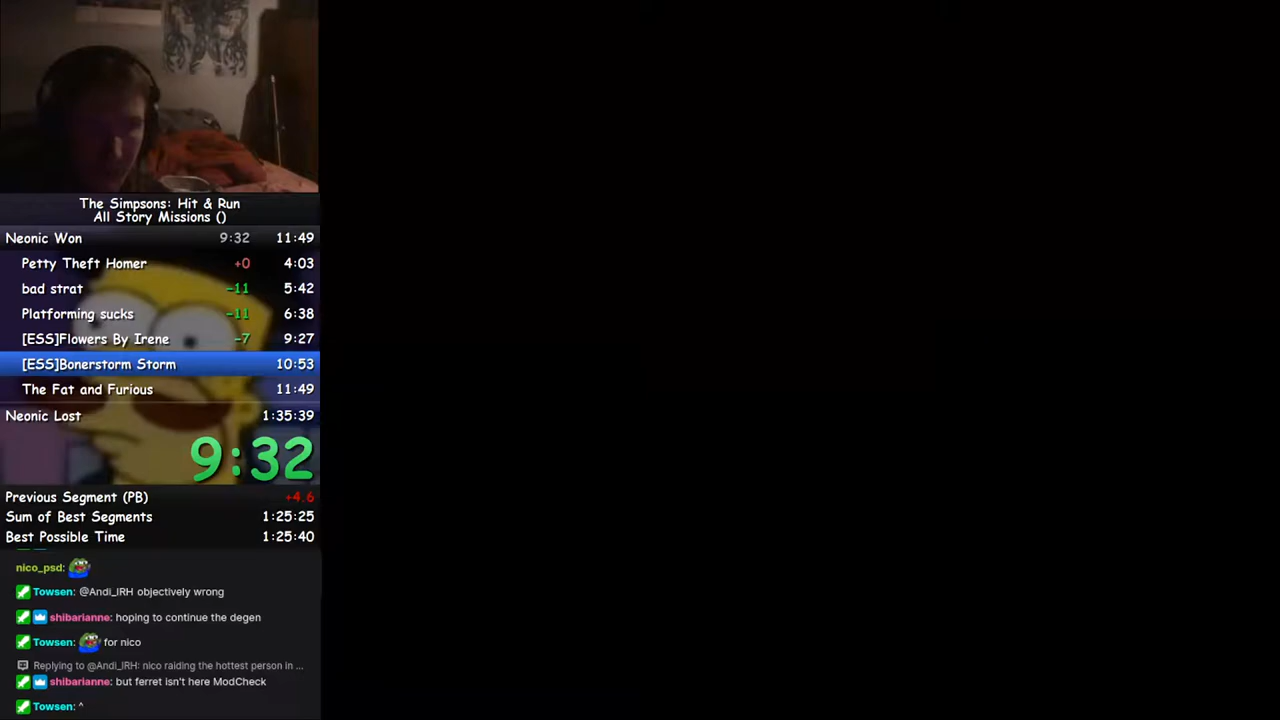 The Simpsons: Hit & Run
All Story Missions ()
Neonic Won 9:32 11:49
Petty Theft Homer +0 4:03
bad strat -11 5:42
Platforming sucks -11 6:38
[ESS]Flowers By Irene -7 9:27
[ESS]Bonerstorm Storm 10:53
The Fat and Furious 11:49
Neonic Lost 1:35:39
9:32
Previous Segment (PB) +4.6
Sum of Best Segments 1:25:25
Best Possible Time 1:25:40
nico_psd:
Towsen: @Andi_IRH objectively wrong
shibarianne: hoping to continue the degen
Towsen: for nico
Replying to @Andi_IRH: nico raiding the hottest person in ...
shibarianne: but ferret isn't here ModCheck
Towsen: ^